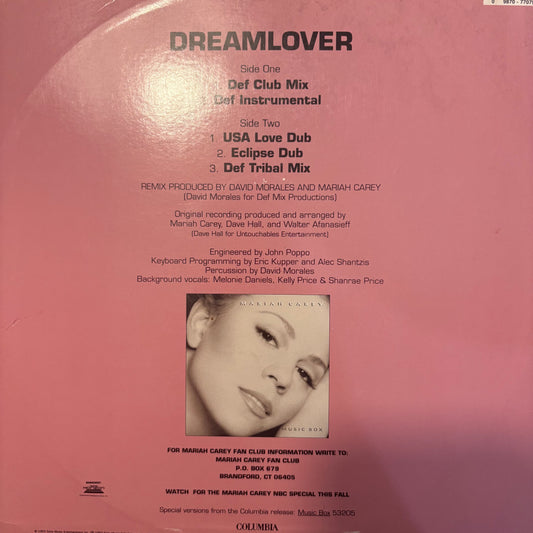 0 9870-7707
DREAMLOVER
Side One
Def Club Mix
Def Instrumental
Side Two
1. USA Love Dub
2. Eclipse Dub
3. Def Tribal Mix
REMIX PRODUCED BY DAVID MORALES AND MARIAH CAREY
(David Morales for Def Mix Productions)
Original recording produced and arranged by
Mariah Carey, Dave Hall, and Walter Afanasieff
(Dave Hall for Untouchables Entertainment)
Engineered by John Poppo
Keyboard Programming by Eric Kupper and Alec Shantzis
Percussion by David Morales
Background vocals: Melonie Daniels, Kelly Price & Shanrae Price
MARIAH CAREY
MUSIC BOX
FOR MARIAH CAREY FAN CLUB INFORMATION WRITE TO:
MARIAH CAREY FAN CLUB
P.O. BOX 679
BRANDFORD, CT 06405
WATCH FOR THE MARIAH CAREY NBC SPECIAL THIS FALL
Special versions from the Columbia release: Music Box 53205
COLUMBIA